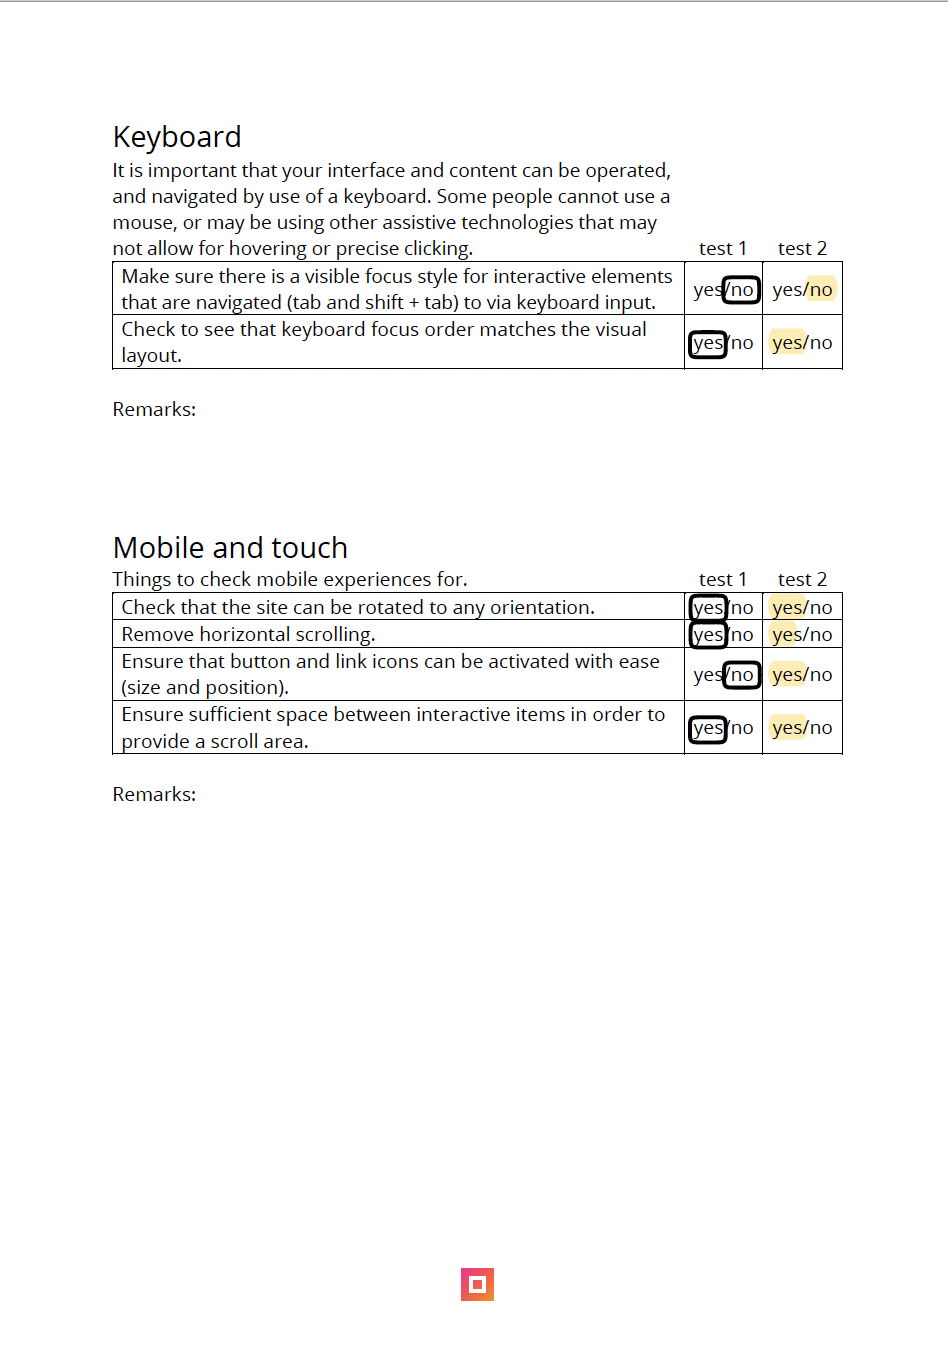 Keyboard
It is important that your interface and content can be operated,
and navigated by use of a keyboard. Some people cannot use a
mouse, or may be using other assistive technologies that may
not allow for hovering or precise clicking. test 1 test 2
Make sure there is a visible focus style for interactive elements
that are navigated (tab and shift + tab) to via keyboard input. yes/no yes/no
Check to see that keyboard focus order matches the visual
layout. yes/no yes/no
Remarks:
Mobile and touch
Things to check mobile experiences for. test 1 test 2
Check that the site can be rotated to any orientation. yes/no yes/no
Remove horizontal scrolling. yes/no yes/no
Ensure that button and link icons can be activated with ease
(size and position). yes/no yes/no
Ensure sufficient space between interactive items in order to
provide a scroll area. yes/no yes/no
Remarks: